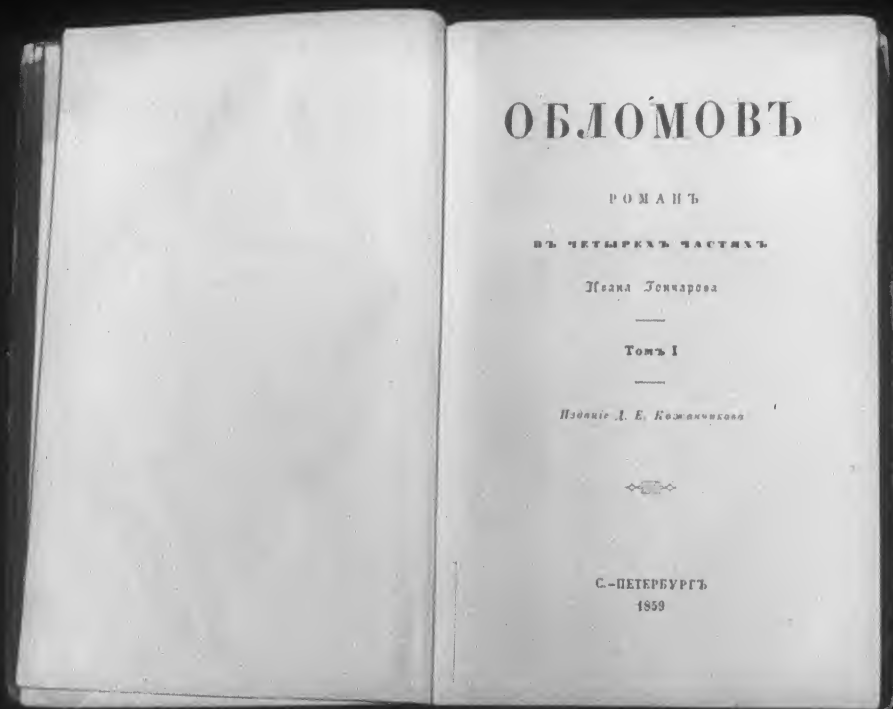 ОБЛОМОВЪ
РОМАНЪ
ВЪ ЧЕТЫРЕХЪ ЧАСТЯХЪ
Ивана Гончарова
Томъ I
Изданіе Д. Е. Кожанчикова
С.-ПЕТЕРБУРГЪ
1859